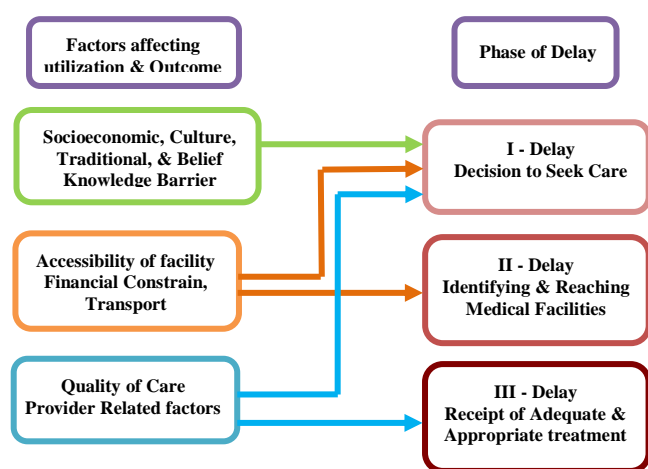 Factors affecting
utilization & Outcome
Phase of Delay
Socioeconomic, Culture,
Traditional, & Belief
Knowledge Barrier
I - Delay
Decision to Seek Care
Accessibility of facility
Financial Constrain,
Transport
II - Delay
Identifying & Reaching
Medical Facilities
Quality of Care
Provider Related factors
III - Delay
Receipt of Adequate &
Appropriate treatment